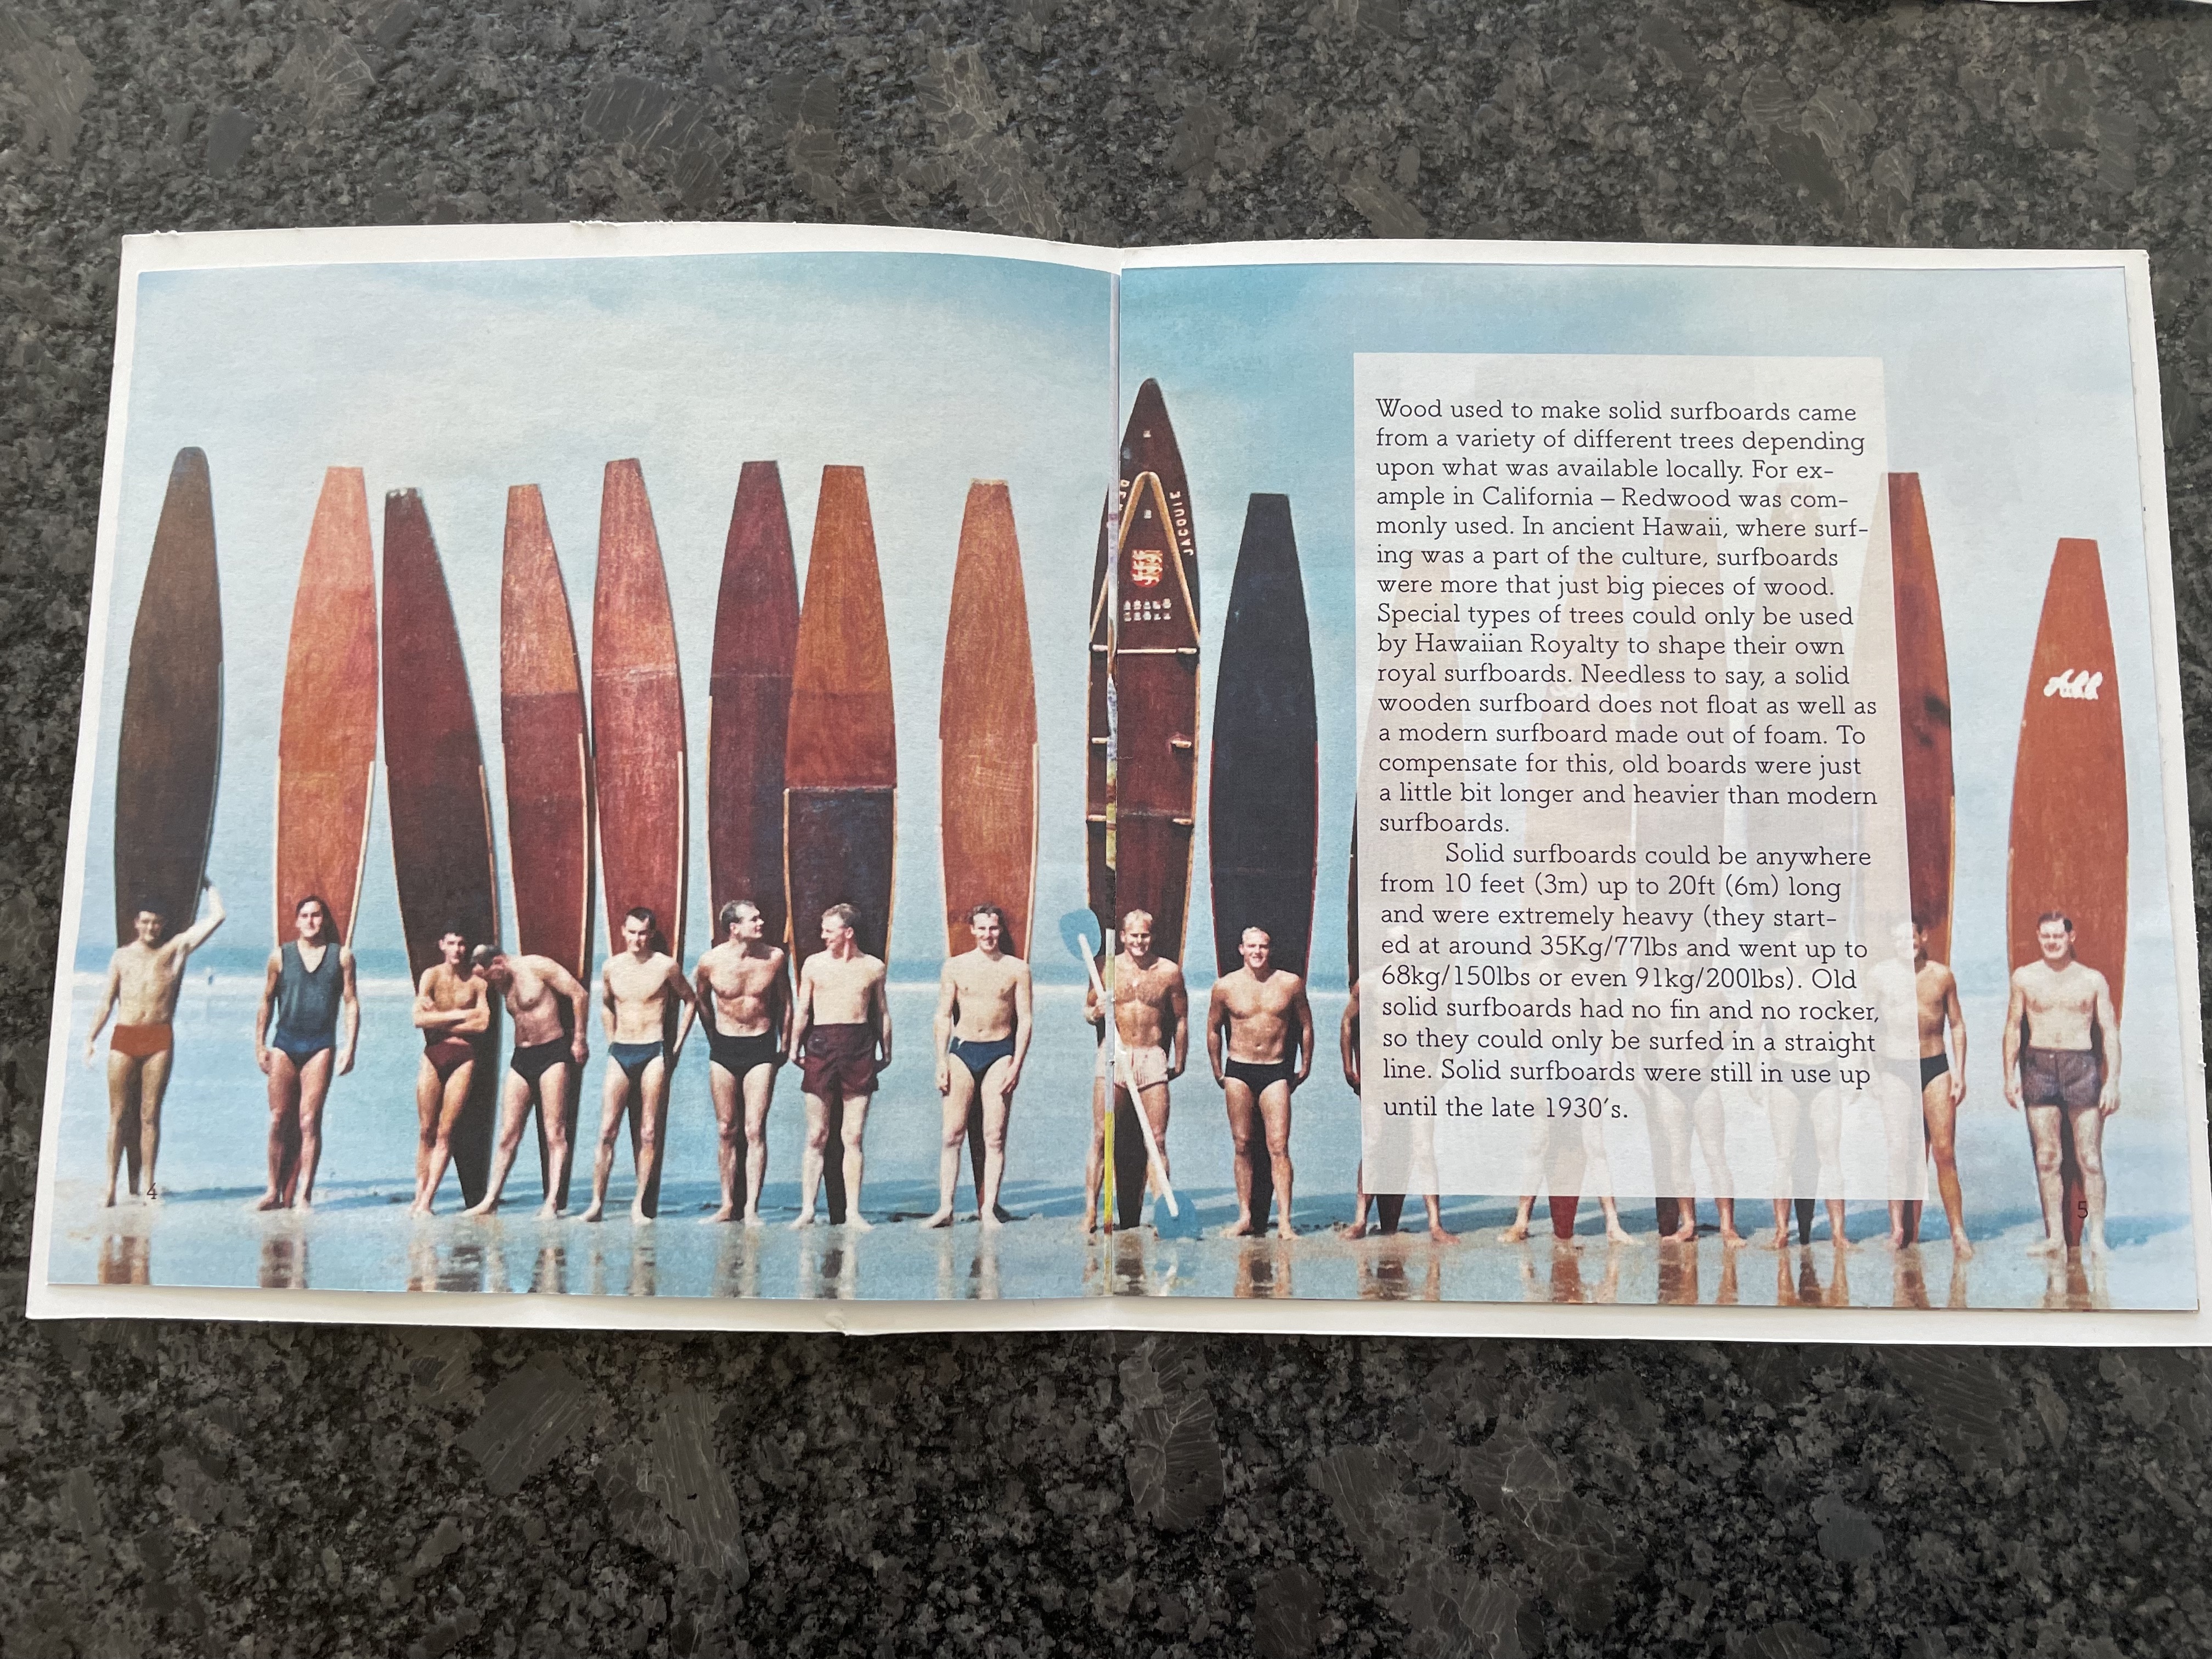 JACQUIE
Wood used to make solid surfboards came
from a variety of different trees depending
upon what was available locally. For ex-
ample in California – Redwood was com-
monly used. In ancient Hawaii, where surf-
ing was a part of the culture, surfboards
were more that just big pieces of wood.
Special types of trees could only be used
by Hawaiian Royalty to shape their own
royal surfboards. Needless to say, a solid
wooden surfboard does not float as well as
a modern surfboard made out of foam. To
compensate for this, old boards were just
a little bit longer and heavier than modern
surfboards.
Solid surfboards could be anywhere
from 10 feet (3m) up to 20ft (6m) long
and were extremely heavy (they start-
ed at around 35Kg/77lbs and went up to
68kg/150lbs or even 91kg/200lbs). Old
solid surfboards had no fin and no rocker,
so they could only be surfed in a straight
line. Solid surfboards were still in use up
until the late 1930's.
4
5